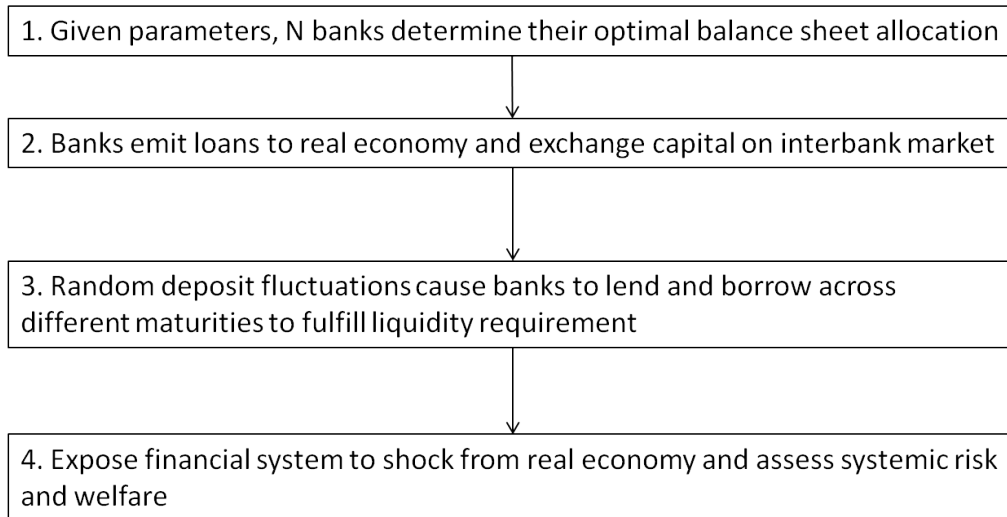 1. Given parameters, N banks determine their optimal balance sheet allocation
2. Banks emit loans to real economy and exchange capital on interbank market
3. Random deposit fluctuations cause banks to lend and borrow across
different maturities to fulfill liquidity requirement
4. Expose financial system to shock from real economy and assess systemic risk
and welfare